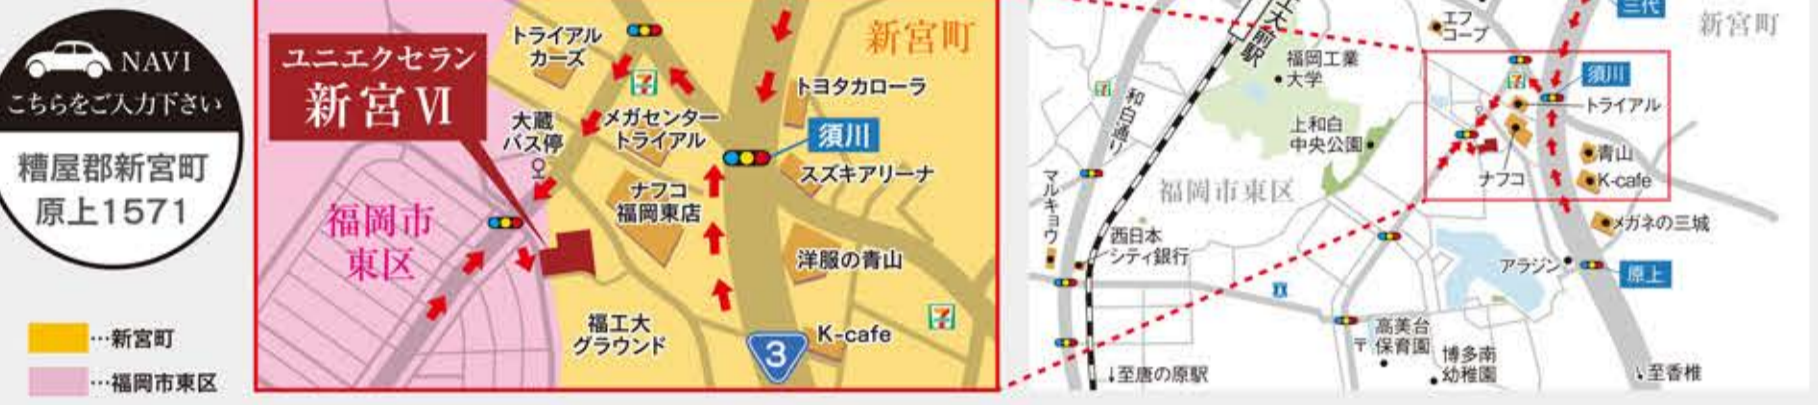 NAVI
こちらをご入力下さい
糟屋郡新宮町
原上1571
…新宮町
…福岡市東区
ユニエクセラン
新宮Ⅵ
トライアル
カーズ
新宮町
トヨタカローラ
大蔵
バス停
メガセンター
トライアル
須川
スズキアリーナ
ナフコ
福岡東店
福岡市
東区
洋服の青山
福工大
グラウンド
K-cafe
3
エフ
コープ
三代
新宮町
工大前駅
福岡工業
大学
須川
トライアル
和白通り
上和白
中央公園
青山
ナフコ
K-cafe
福岡市東区
マルキョウ
メガネの三城
西日本
シティ銀行
アラジン
原上
高美台
保育園
〒
博多南
幼稚園
↓至唐の原駅
↓至香椎